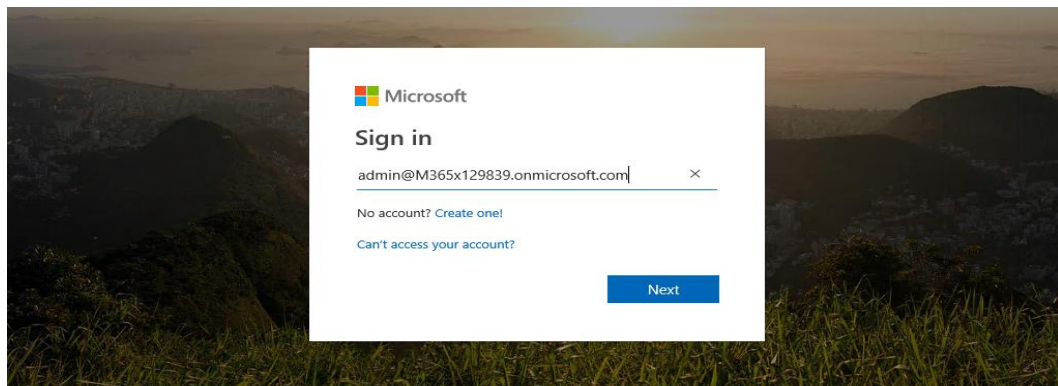 Microsoft
Sign in
admin@M365x129839.onmicrosoft.com
No account? Create one!
Can't access your account?
Next